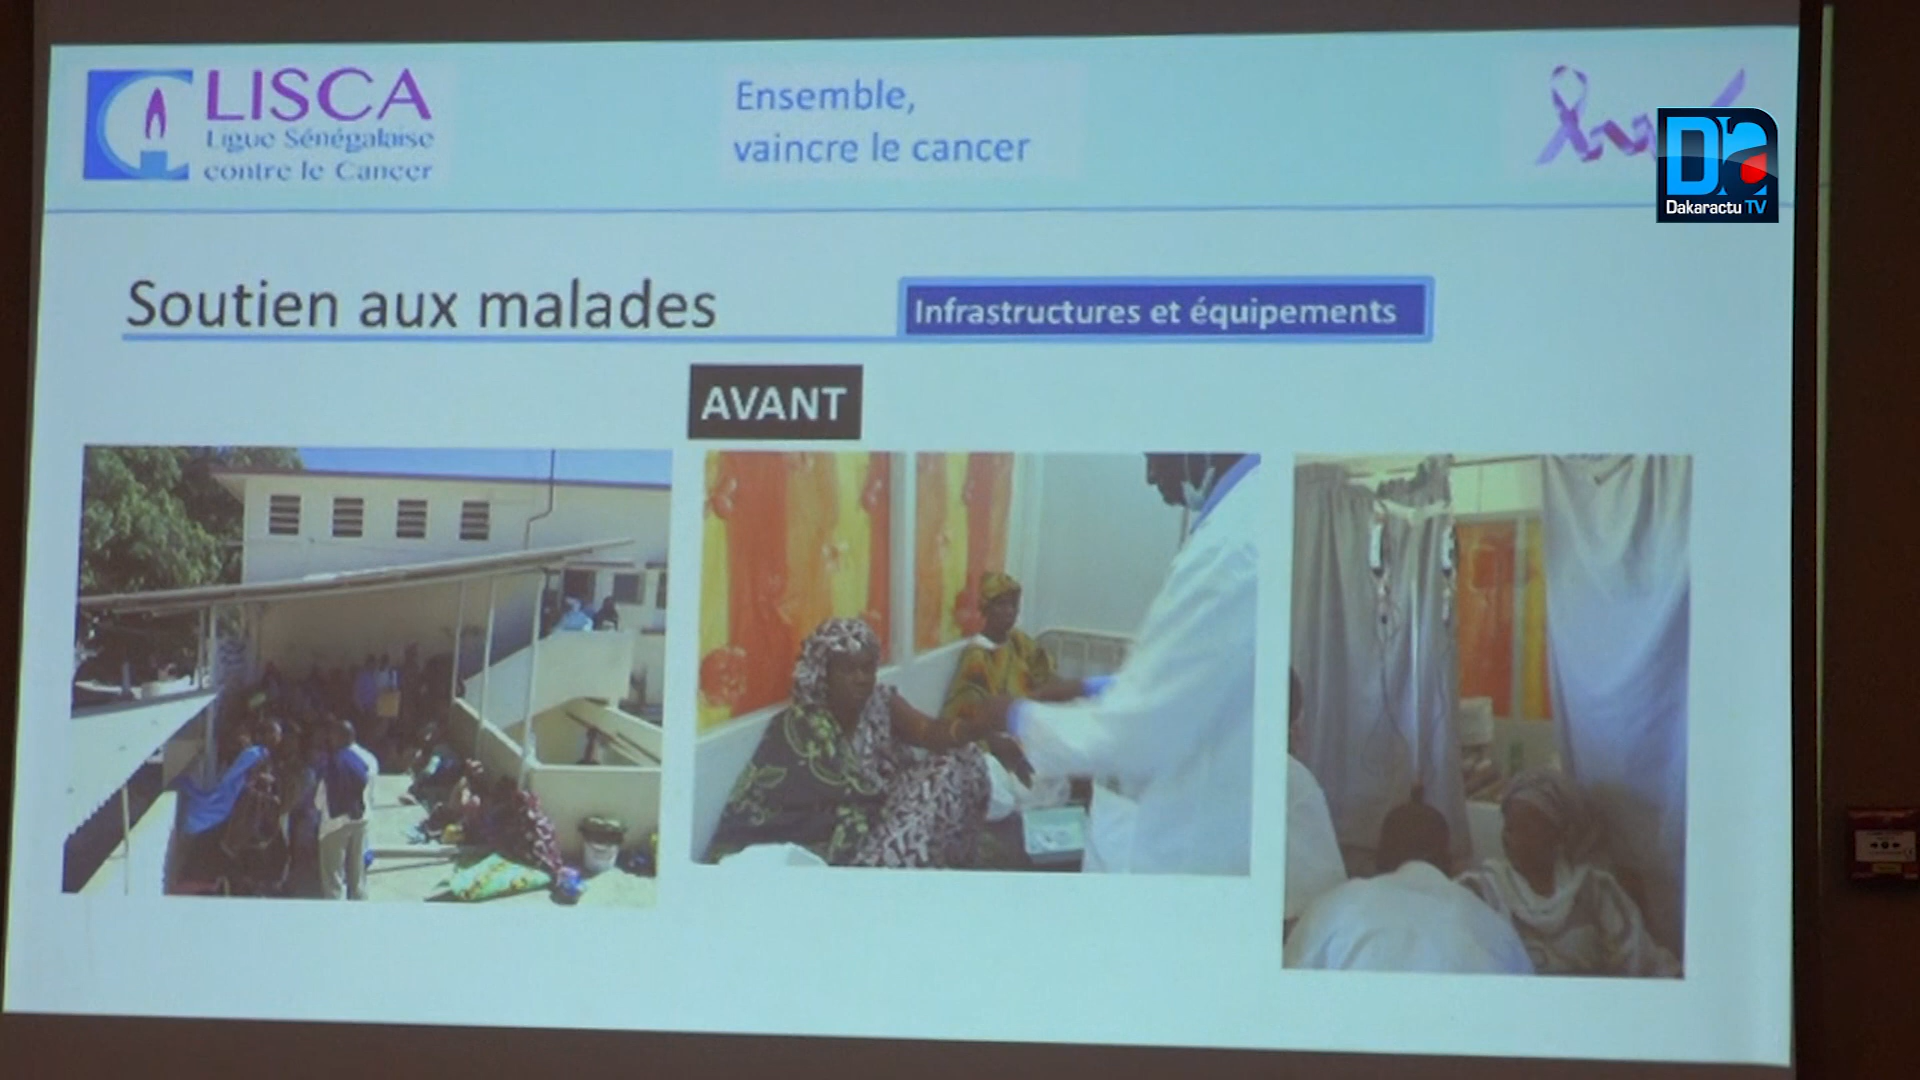 LISCA
Ligue Sénégalaise
contre le Cancer
Ensemble,
vaincre le cancer
Dakaractu TV
Soutien aux malades
Infrastructures et équipements
AVANT